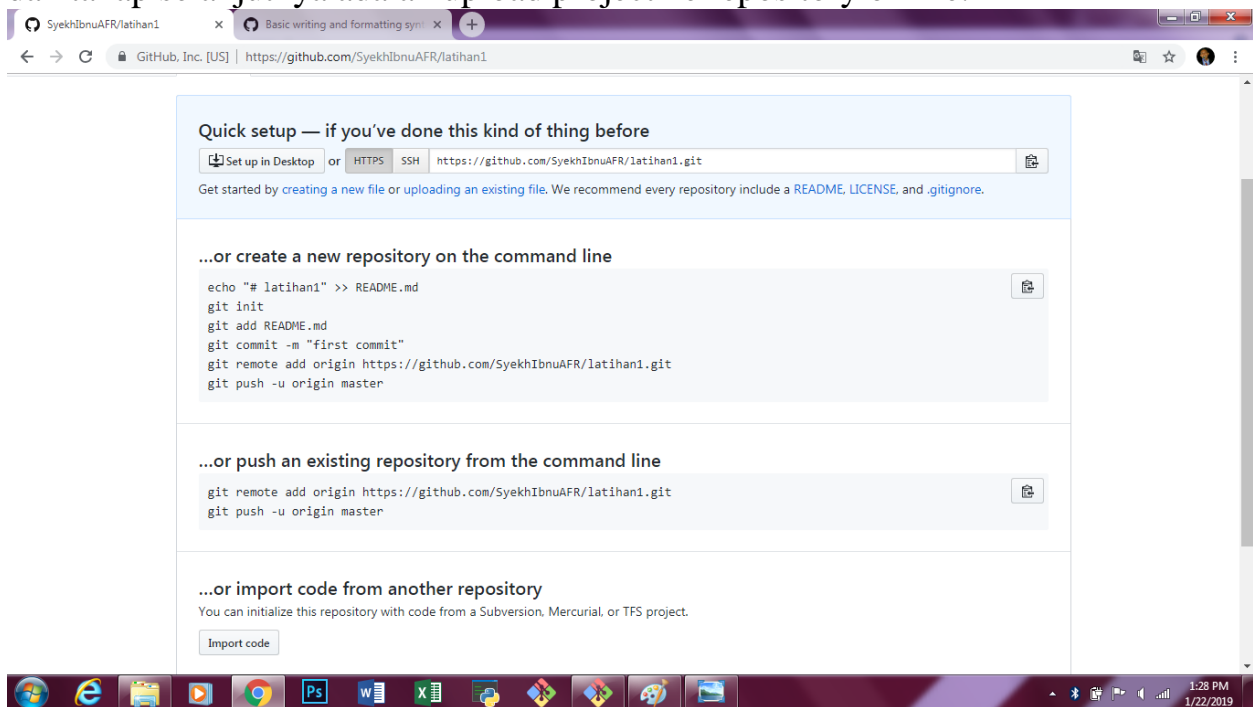 SyekhIbnuAFR/latihan1
Basic writing and formatting synt
GitHub, Inc. [US] | https://github.com/SyekhIbnuAFR/latihan1
Quick setup — if you've done this kind of thing before
Set up in Desktop or HTTPS SSH https://github.com/SyekhIbnuAFR/latihan1.git
Get started by creating a new file or uploading an existing file. We recommend every repository include a README, LICENSE, and .gitignore.
...or create a new repository on the command line
echo "# latihan1" >> README.md
git init
git add README.md
git commit -m "first commit"
git remote add origin https://github.com/SyekhIbnuAFR/latihan1.git
git push -u origin master
...or push an existing repository from the command line
git remote add origin https://github.com/SyekhIbnuAFR/latihan1.git
git push -u origin master
...or import code from another repository
You can initialize this repository with code from a Subversion, Mercurial, or TFS project.
Import code
Ps
1:28 PM
1/22/2019